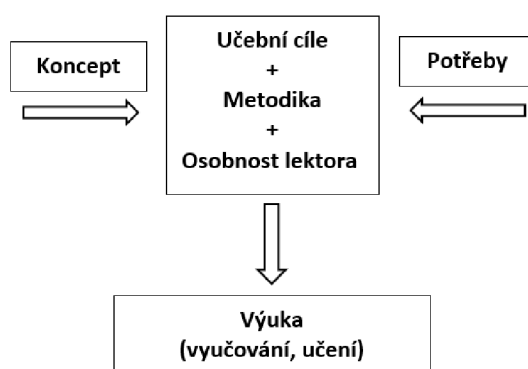 Koncept
Učební cíle
+
Metodika
+
Osobnost lektora
Potřeby
Výuka
(vyučování, učení)